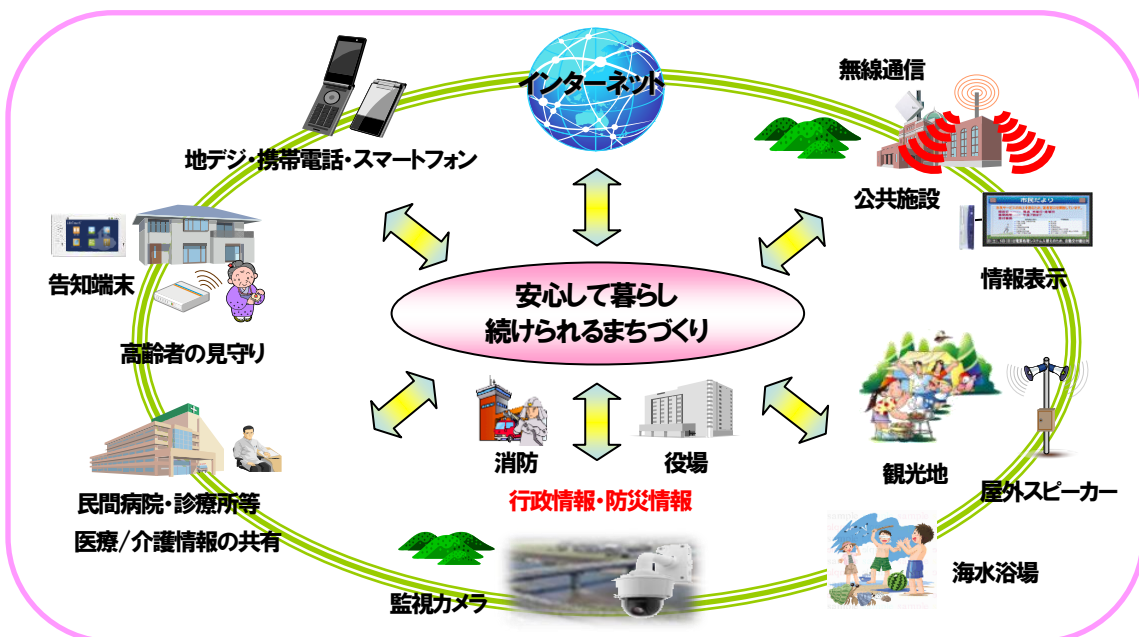 インターネット
無線通信
地デジ・携帯電話・スマートフォン
公共施設
市民だより
告知端末
情報表示
安心して暮らし
続けられるまちづくり
高齢者の見守り
消防
役場
観光地
行政情報・防災情報
屋外スピーカー
民間病院・診療所等
医療/介護情報の共有
海水浴場
監視カメラ